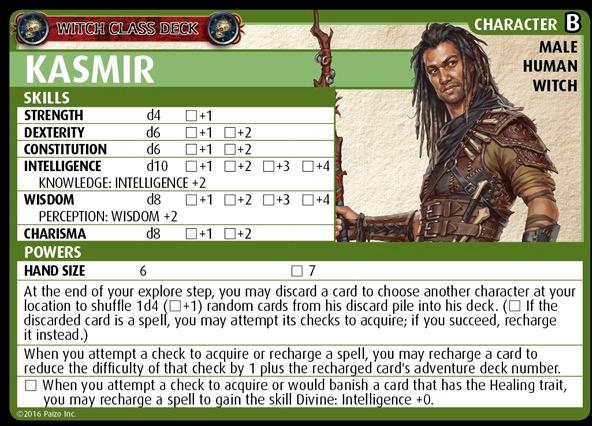 WITCH CLASS DECK
CHARACTER B
MALE
HUMAN
WITCH
KASMIR
SKILLS
STRENGTH d4 □+1
DEXTERITY d6 □+1 □+2
CONSTITUTION d6 □+1 □+2
INTELLIGENCE d10 □+1 □+2 □+3 □+4
KNOWLEDGE: INTELLIGENCE +2
WISDOM d8 □+1 □+2 □+3 □+4
PERCEPTION: WISDOM +2
CHARISMA d8 □+1 □+2
POWERS
HAND SIZE 6 □ 7
At the end of your explore step, you may discard a card to choose another character at your
location to shuffle 1d4 (□+1) random cards from his discard pile into his deck. (□ If the
discarded card is a spell, you may attempt its checks to acquire; if you succeed, recharge
it instead.)
When you attempt a check to acquire or recharge a spell, you may recharge a card to
reduce the difficulty of that check by 1 plus the recharged card's adventure deck number.
□ When you attempt a check to acquire or would banish a card that has the Healing trait,
you may recharge a spell to gain the skill Divine: Intelligence +0.
©2016 Paizo Inc.